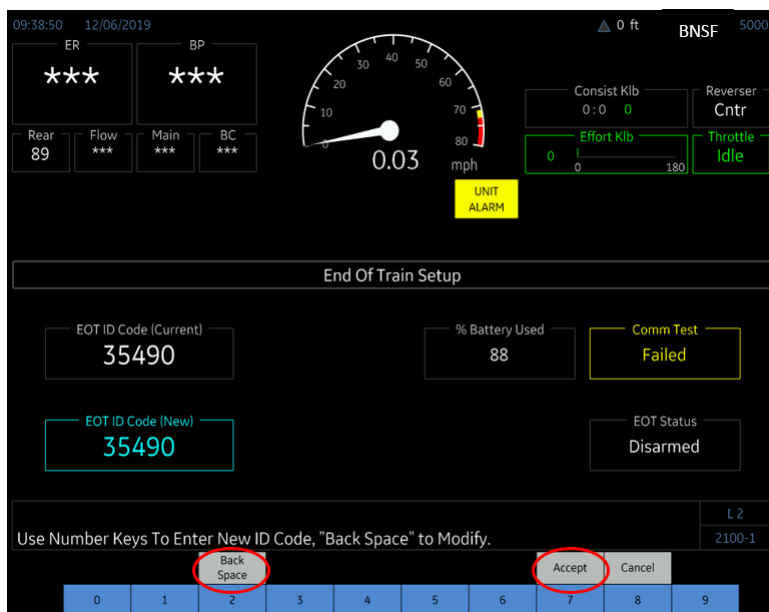 09:38:50 12/06/2019
0 ft
BNSF
5000
ER
***
BP
***
Rear
89
Flow
***
Main
***
BC
***
0
10
20
30
40
50
60
70
80
0.03
mph
Consist Klb
0:0 0
Reverser
Cntr
Effort Klb
0
0 180
Throttle
Idle
UNIT
ALARM
End Of Train Setup
EOT ID Code (Current)
35490
% Battery Used
88
Comm Test
Failed
EOT ID Code (New)
35490
EOT Status
Disarmed
L 2
Use Number Keys To Enter New ID Code, "Back Space" to Modify.
2100-1
Back
Space
Accept
Cancel
0 1 2 3 4 5 6 7 8 9